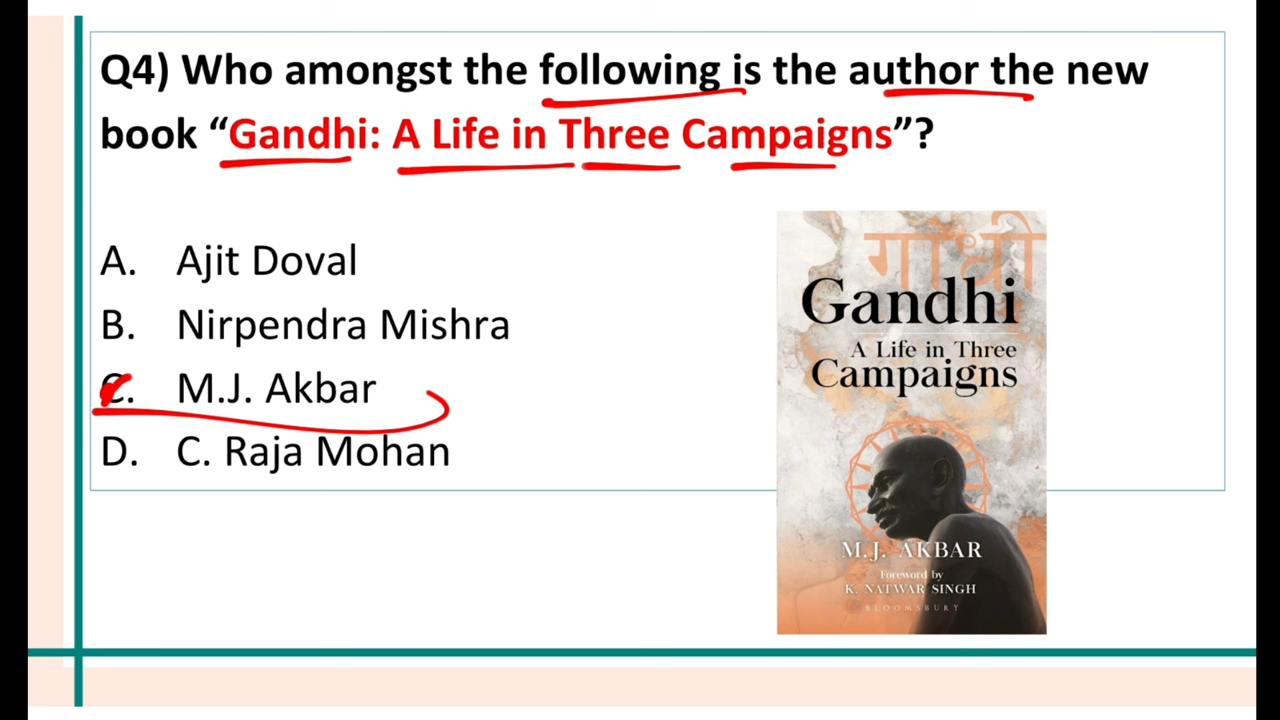 Q4) Who amongst the following is the author the new
book “Gandhi: A Life in Three Campaigns”?
A. Ajit Doval
B. Nirpendra Mishra
C. M.J. Akbar
D. C. Raja Mohan
गांधी
Gandhi
A Life in Three
Campaigns
M.J. AKBAR
Foreword by
K. NATWAR SINGH
BLOOMSBURY